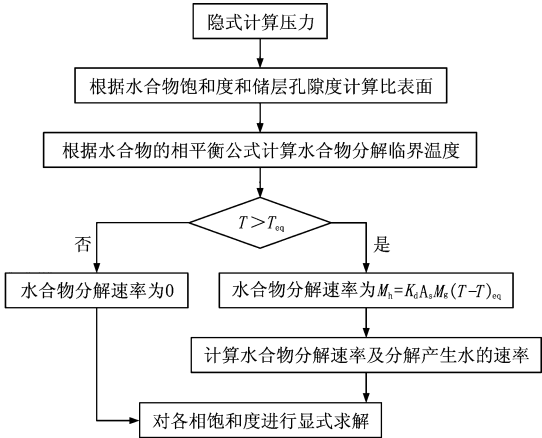 隐式计算压力
根据水合物饱和度和储层孔隙度计算比表面
根据水合物的相平衡公式计算水合物分解临界温度
T＞Teq
否
是
水合物分解速率为0
水合物分解速率为Mh=KdAsMg(T-T)eq
计算水合物分解速率及分解产生水的速率
对各相饱和度进行显式求解